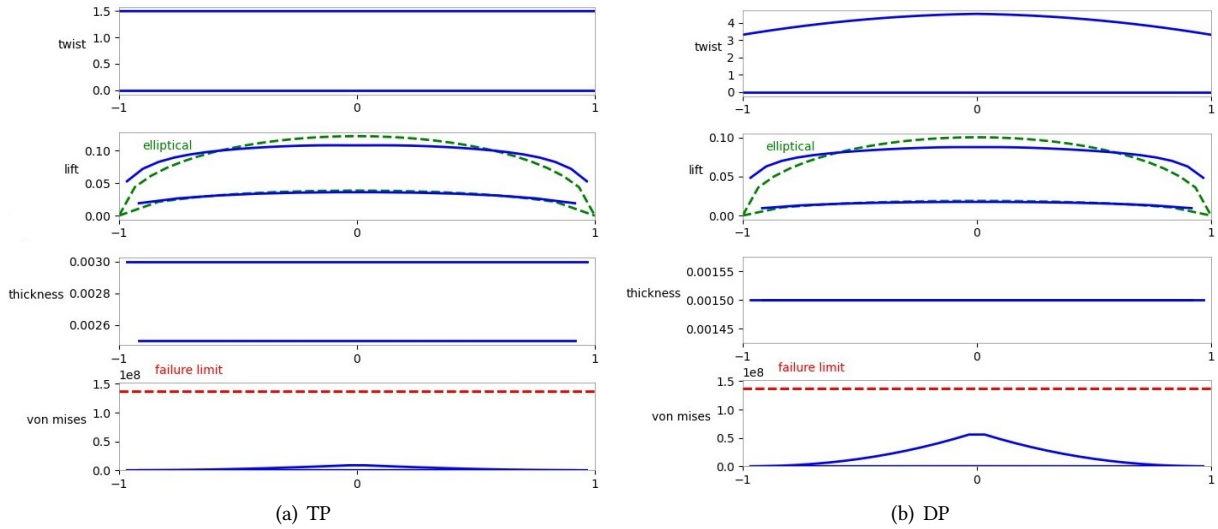 1.5
1.0
twist
0.5
0.0
−1 0 1
elliptical
0.10
lift
0.05
0.00
−1 0 1
0.0030
thickness 0.0028
0.0026
−1 0 1
1e8
failure limit
1.5
1.0
von mises
0.5
0.0
−1 0 1
(a) TP
4
3
twist
2
1
0
−1 0 1
0.10
elliptical
lift
0.05
0.00
−1 0 1
0.00155
thickness
0.00150
0.00145
−1 0 1
1e8
failure limit
1.5
1.0
von mises
0.5
0.0
−1 0 1
(b) DP